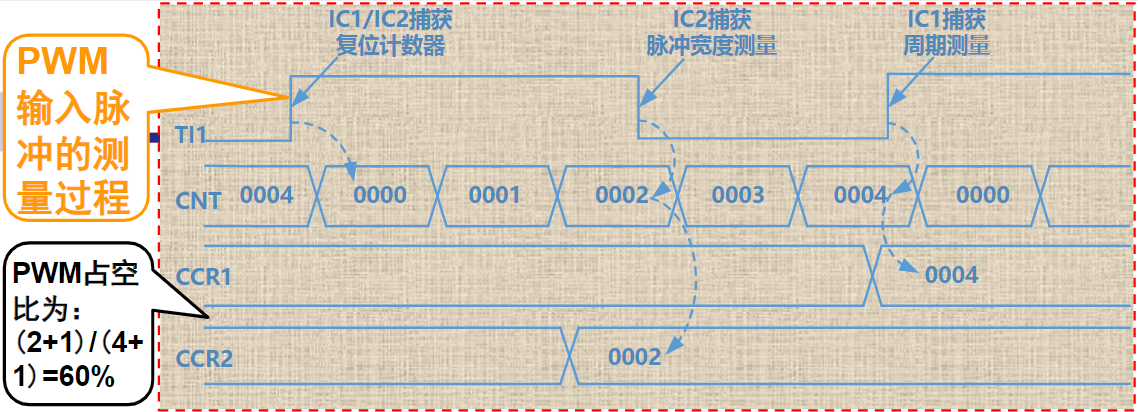 IC1/IC2捕获
复位计数器
IC2捕获
脉冲宽度测量
IC1捕获
周期测量
PWM
输入脉
冲的测
量过程
TI1
CNT
0004
0000
0001
0002
0003
0004
0000
CCR1
0004
PWM占空
比为：
(2+1)/(4+
1)=60%
CCR2
0002